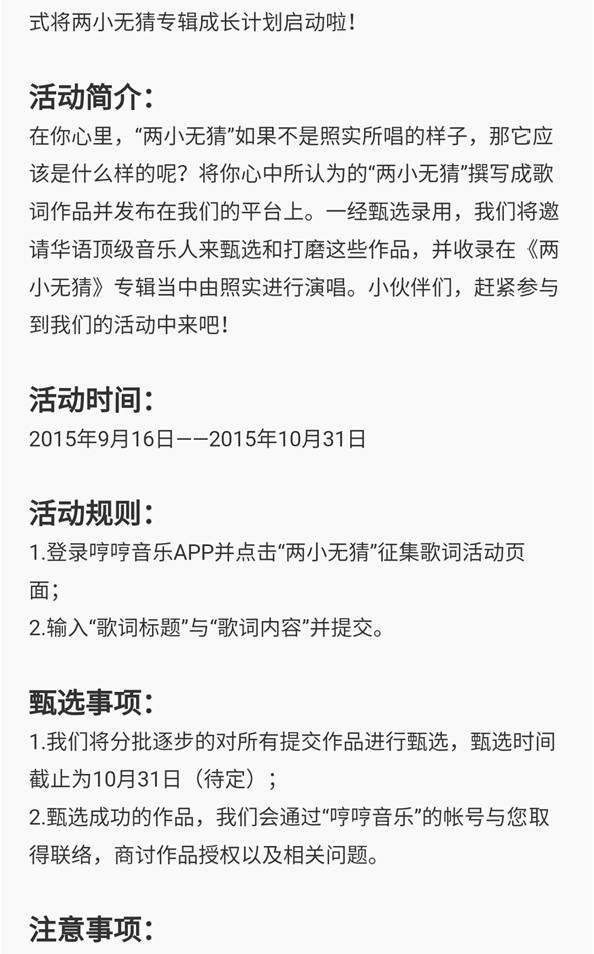 式将两小无猜专辑成长计划启动啦！
活动简介：
在你心里，“两小无猜”如果不是照实所唱的样子，那它应
该是什么样的呢？将你心中所认为的“两小无猜”撰写成歌
词作品并发布在我们的平台上。一经甄选录用，我们将邀
请华语顶级音乐人来甄选和打磨这些作品，并收录在《两
小无猜》专辑当中由照实进行演唱。小伙伴们，赶紧参与
到我们的活动中来吧！
活动时间：
2015年9月16日——2015年10月31日
活动规则：
1.登录哼哼音乐APP并点击“两小无猜”征集歌词活动页
面；
2.输入“歌词标题”与“歌词内容”并提交。
甄选事项：
1.我们将分批逐步的对所有提交作品进行甄选，甄选时间
截止为10月31日（待定）；
2.甄选成功的作品，我们会通过“哼哼音乐”的帐号与您取
得联络，商讨作品授权以及相关问题。
注意事项：